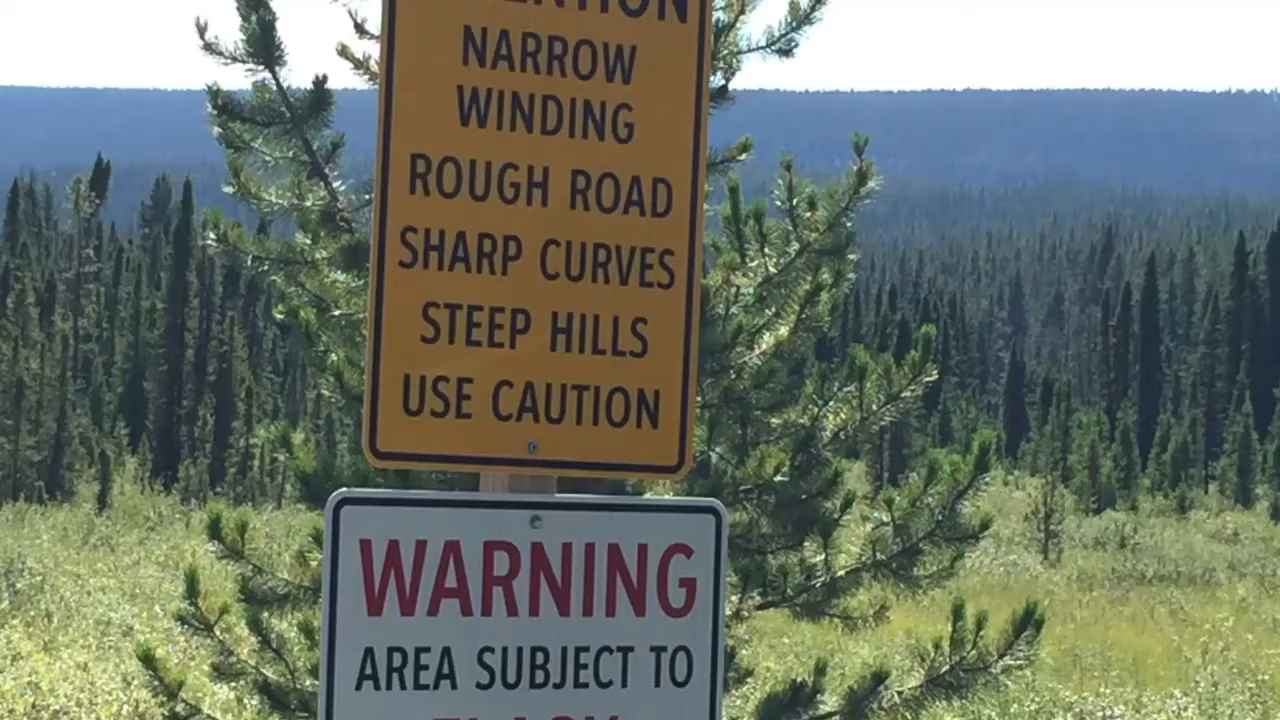 NARROW
WINDING
ROUGH ROAD
SHARP CURVES
STEEP HILLS
USE CAUTION
WARNING
AREA SUBJECT TO